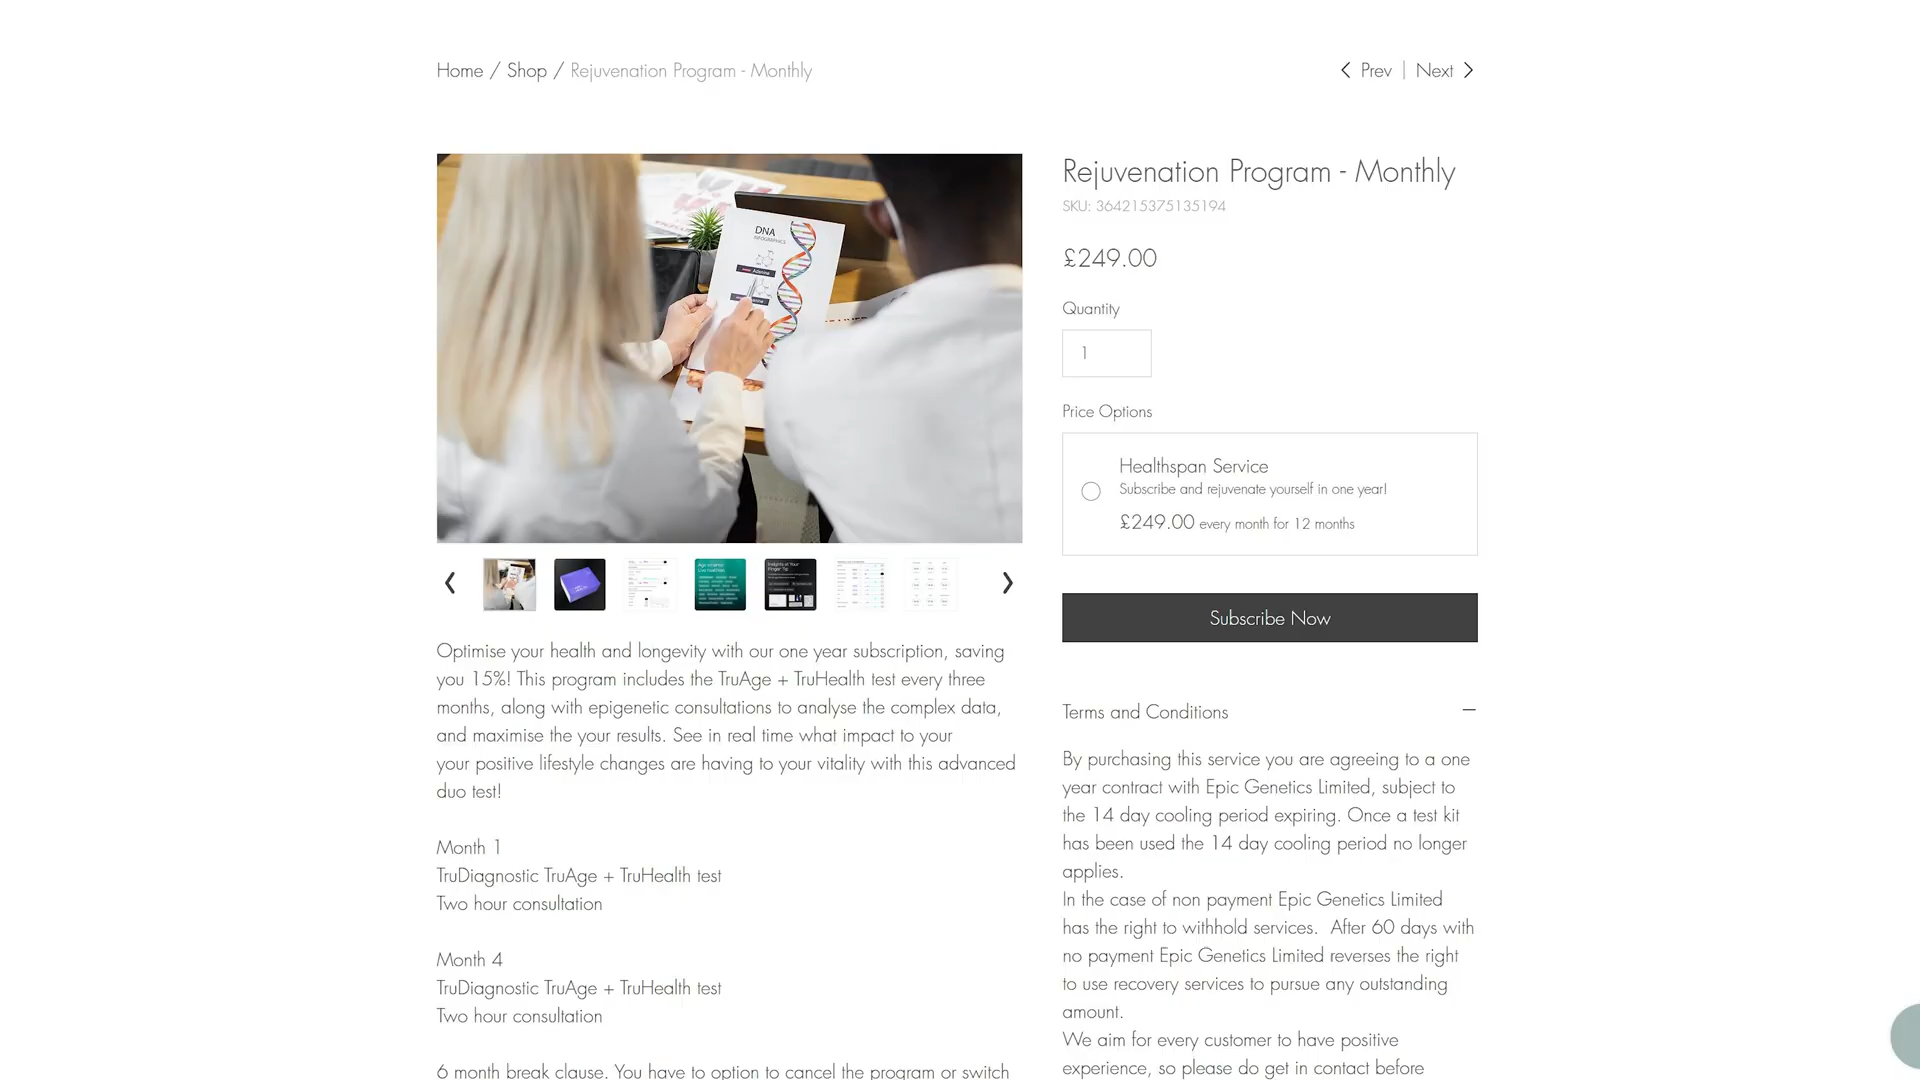 Home / Shop / Rejuvenation Program - Monthly
Prev | Next
DNA
INFOGRAPHICS
Adenine
Rejuvenation Program - Monthly
SKU: 364215375135194
£249.00
Quantity
1
Price Options
Healthspan Service
Subscribe and rejuvenate yourself in one year!
£249.00 every month for 12 months
Subscribe Now
Optimise your health and longevity with our one year subscription, saving
you 15%! This program includes the TruAge + TruHealth test every three
months, along with epigenetic consultations to analyse the complex data,
and maximise the your results. See in real time what impact to your
your positive lifestyle changes are having to your vitality with this advanced
duo test!
Month 1
TruDiagnostic TruAge + TruHealth test
Two hour consultation
Month 4
TruDiagnostic TruAge + TruHealth test
Two hour consultation
6 month break clause. You have to option to cancel the program or switch
Terms and Conditions
By purchasing this service you are agreeing to a one
year contract with Epic Genetics Limited, subject to
the 14 day cooling period expiring. Once a test kit
has been used the 14 day cooling period no longer
applies.
In the case of non payment Epic Genetics Limited
has the right to withhold services. After 60 days with
no payment Epic Genetics Limited reverses the right
to use recovery services to pursue any outstanding
amount.
We aim for every customer to have positive
experience, so please do get in contact before